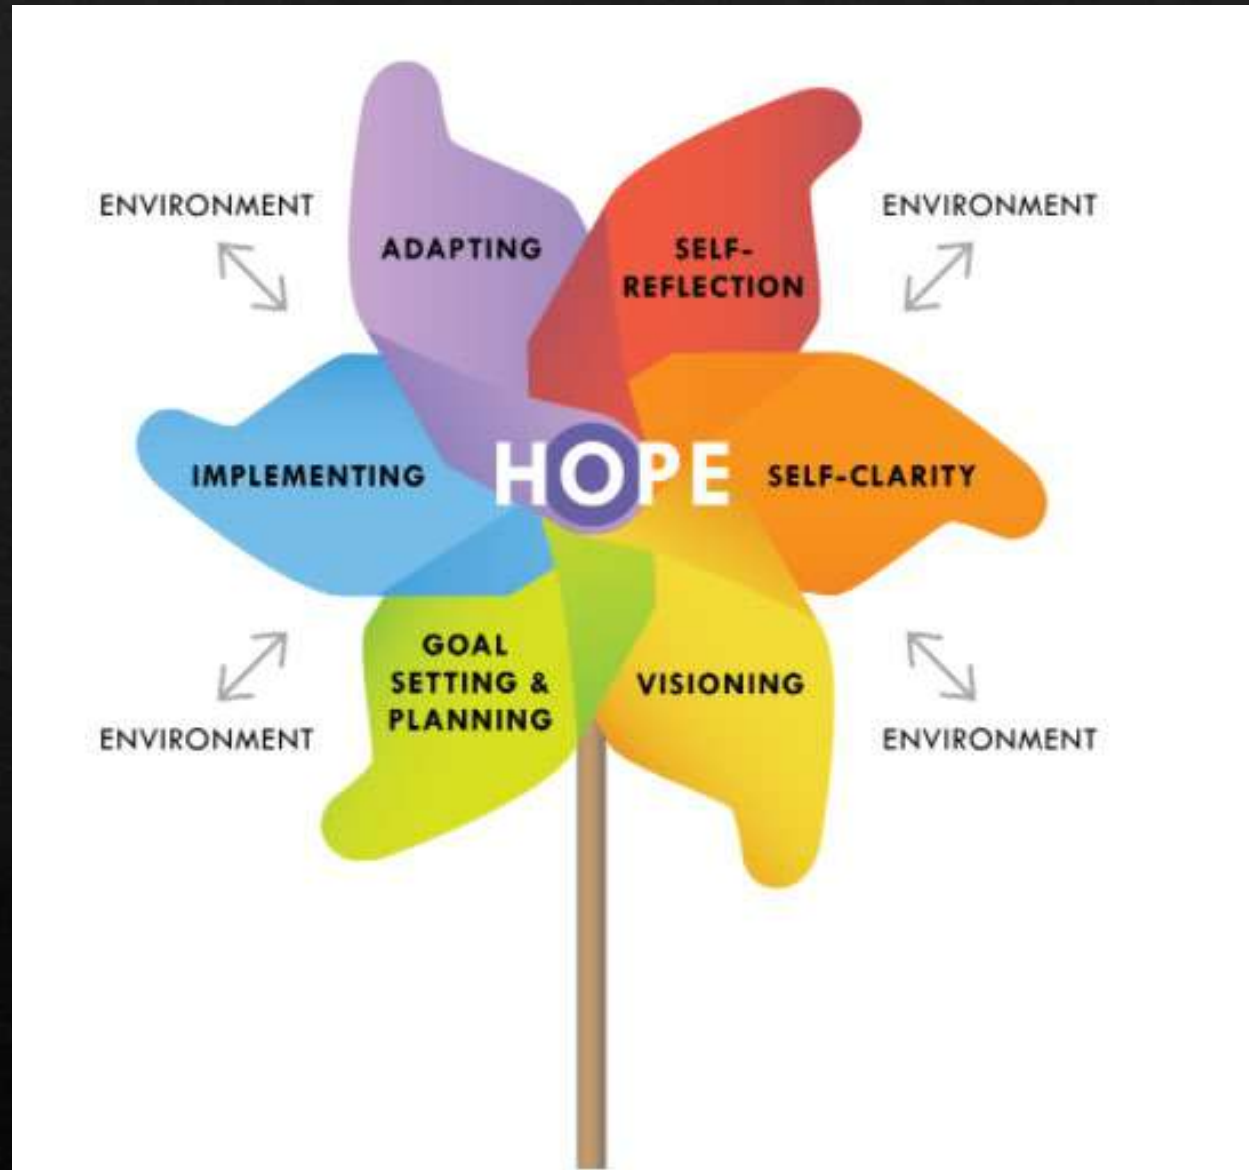 ENVIRONMENT
ENVIRONMENT
ADAPTING
SELF-
REFLECTION
IMPLEMENTING
HOPE
SELF-CLARITY
GOAL
SETTING &
PLANNING
VISIONING
ENVIRONMENT
ENVIRONMENT